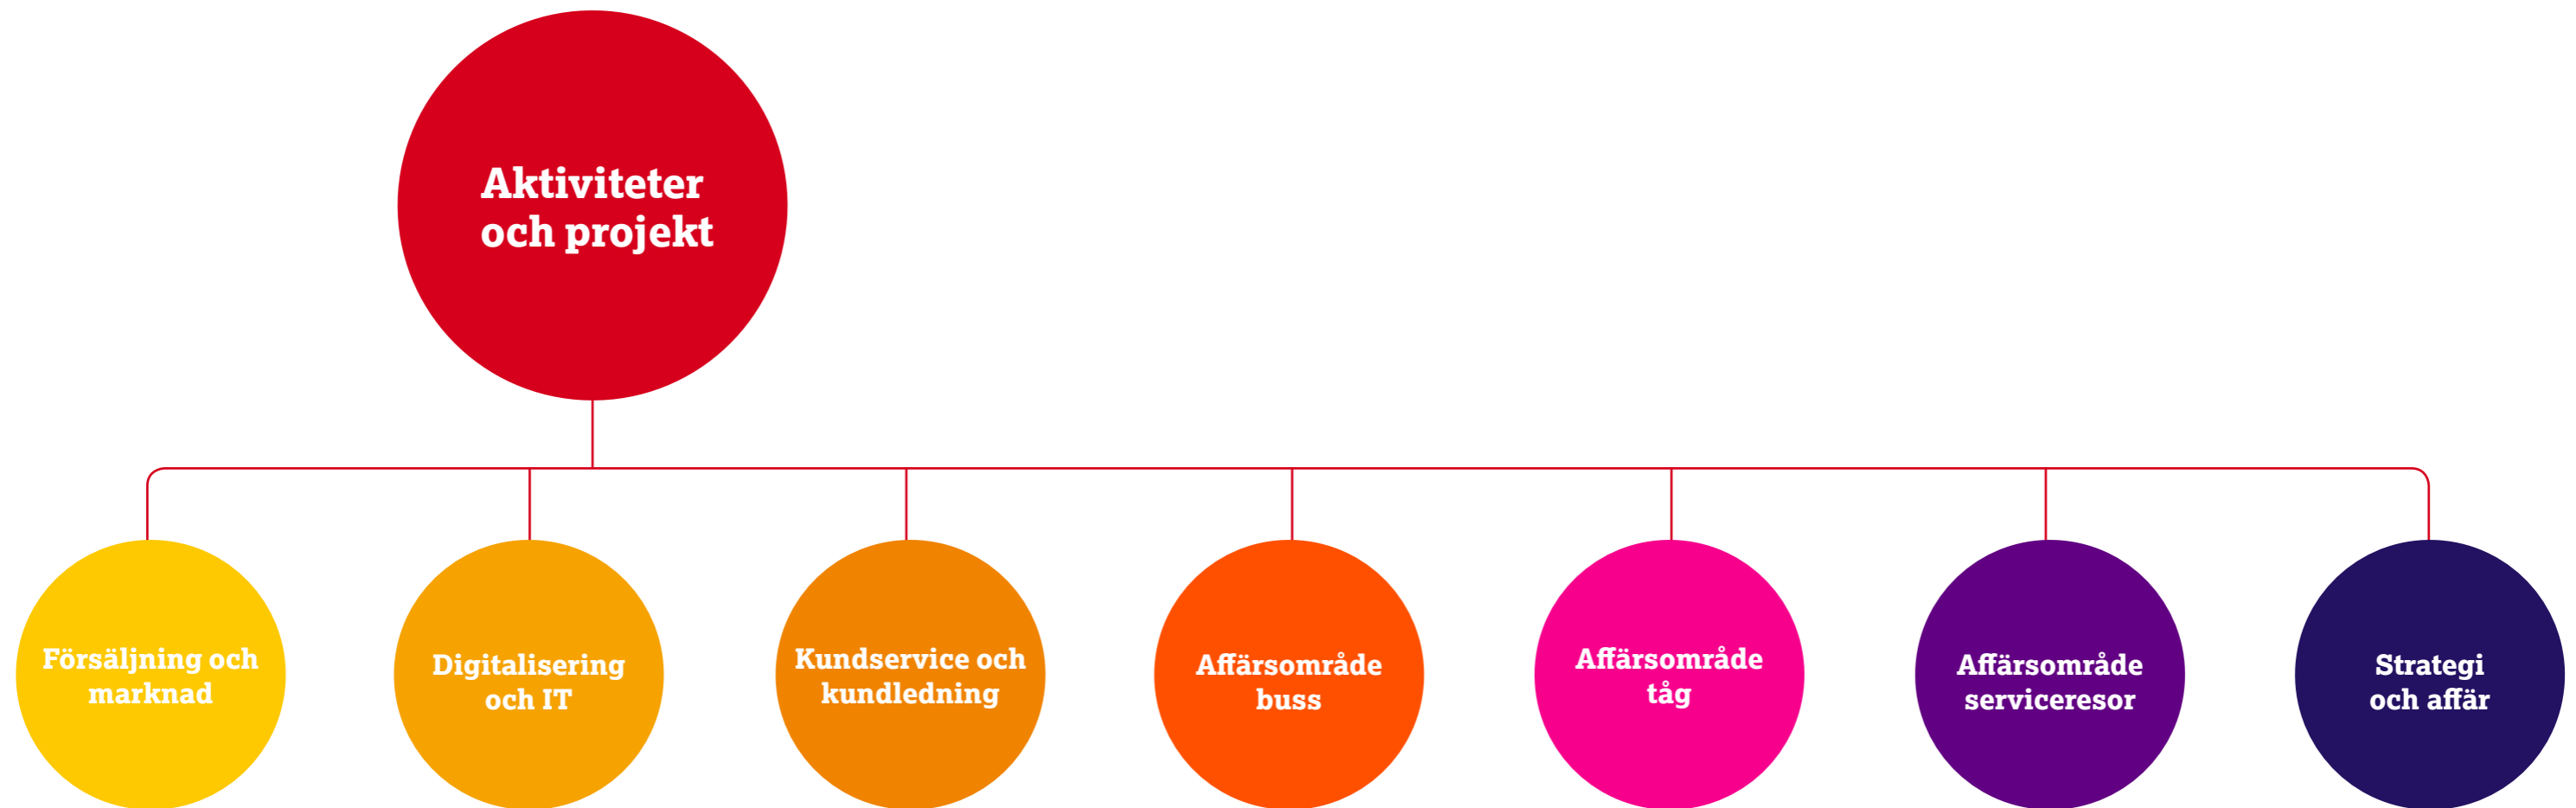 Aktiviteter
och projekt
Försäljning och
marknad
Digitalisering
och IT
Kundservice och
kundledning
Affärsområde
buss
Affärsområde
tåg
Affärsområde
serviceresor
Strategi
och affär